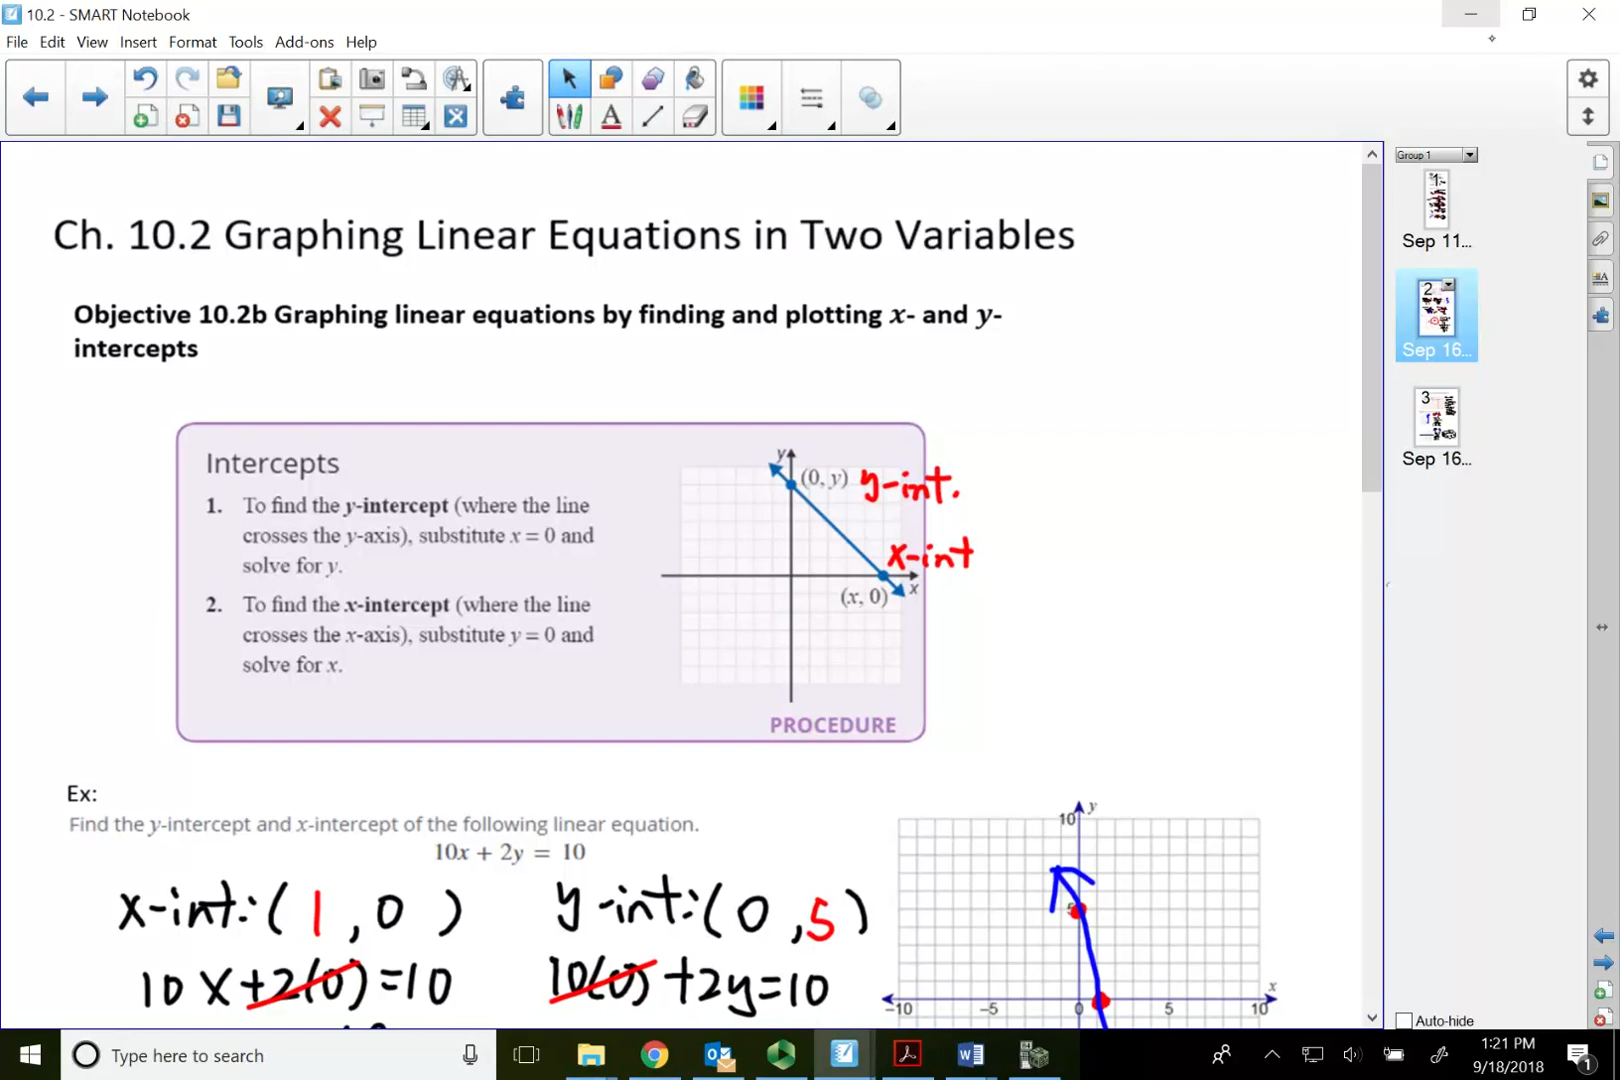 10.2 - SMART Notebook
File Edit View Insert Format Tools Add-ons Help
Group 1
1
Sep 11...
2
Sep 16...
3
Sep 16...
Ch. 10.2 Graphing Linear Equations in Two Variables
Objective 10.2b Graphing linear equations by finding and plotting x- and y-
intercepts
Intercepts
1. To find the y-intercept (where the line
crosses the y-axis), substitute x = 0 and
solve for y.
2. To find the x-intercept (where the line
crosses the x-axis), substitute y = 0 and
solve for x.
y
(0, y) y-int.
x-int
(x, 0) x
PROCEDURE
Ex:
Find the y-intercept and x-intercept of the following linear equation.
10x + 2y = 10
x-int:(1,0) y-int:(0,5)
10x+2(0)=10 10(0)+2y=10
y
10
5
x
-10 -5 0 5 10
Auto-hide
Type here to search
1:21 PM
9/18/2018
1